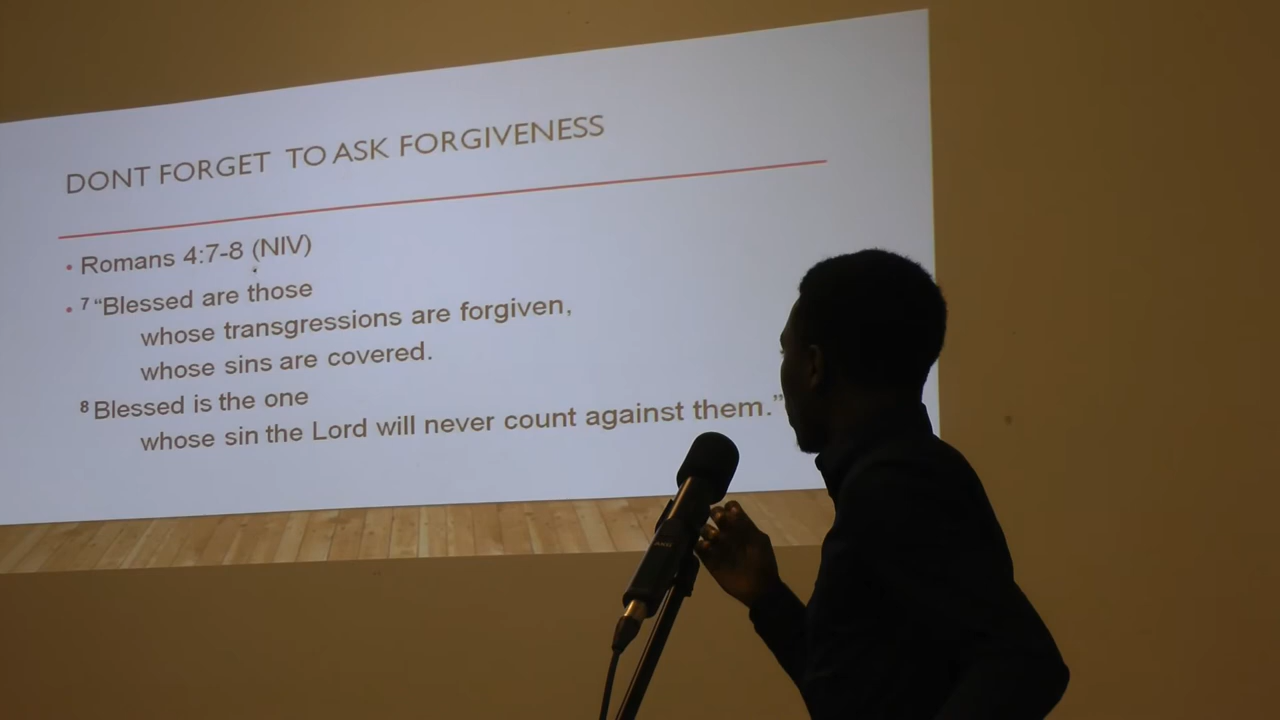 DONT FORGET TO ASK FORGIVENESS
• Romans 4:7-8 (NIV)
• 7 “Blessed are those
whose transgressions are forgiven,
whose sins are covered.
8 Blessed is the one
whose sin the Lord will never count against them.”